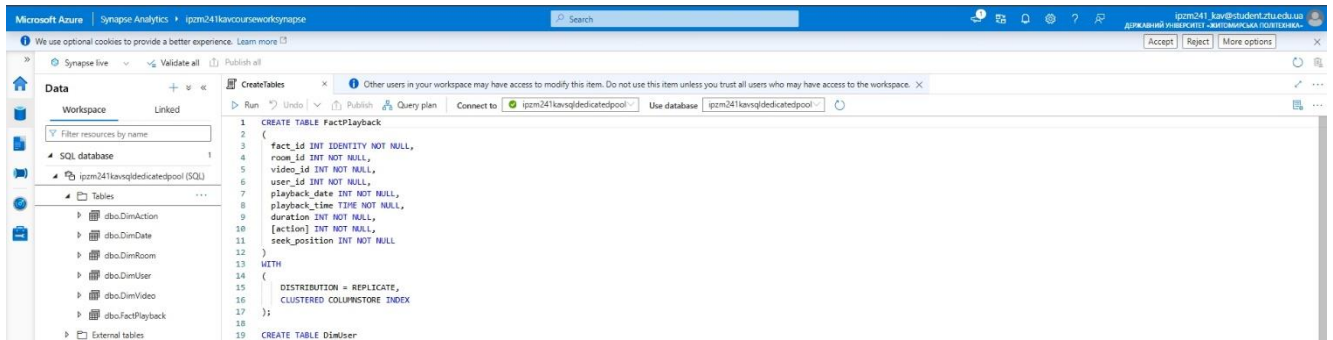 Microsoft Azure | Synapse Analytics ▸ ipzm241kavcourseworksynapse
Search
ipzm241_kav@student.ztu.edu.ua
ДЕРЖАВНИЙ УНІВЕРСИТЕТ «ЖИТОМИРСЬКА ПОЛІТЕХНІКА»
We use optional cookies to provide a better experience. Learn more
Accept Reject More options
Synapse live Validate all Publish all
Data
Workspace Linked
Filter resources by name
SQL database 1
ipzm241kavsqldedicatedpool (SQL)
Tables
dbo.DimAction
dbo.DimDate
dbo.DimRoom
dbo.DimUser
dbo.DimVideo
dbo.FactPlayback
External tables
CreateTables
Other users in your workspace may have access to modify this item. Do not use this item unless you trust all users who may have access to the workspace.
Run Undo Publish Query plan Connect to ipzm241kavsqldedicatedpool Use database ipzm241kavsqldedicatedpool
1 CREATE TABLE FactPlayback
2 (
3 fact_id INT IDENTITY NOT NULL,
4 room_id INT NOT NULL,
5 video_id INT NOT NULL,
6 user_id INT NOT NULL,
7 playback_date INT NOT NULL,
8 playback_time TIME NOT NULL,
9 duration INT NOT NULL,
10 [action] INT NOT NULL,
11 seek_position INT NOT NULL
12 )
13 WITH
14 (
15 DISTRIBUTION = REPLICATE,
16 CLUSTERED COLUMNSTORE INDEX
17 );
18
19 CREATE TABLE DimUser